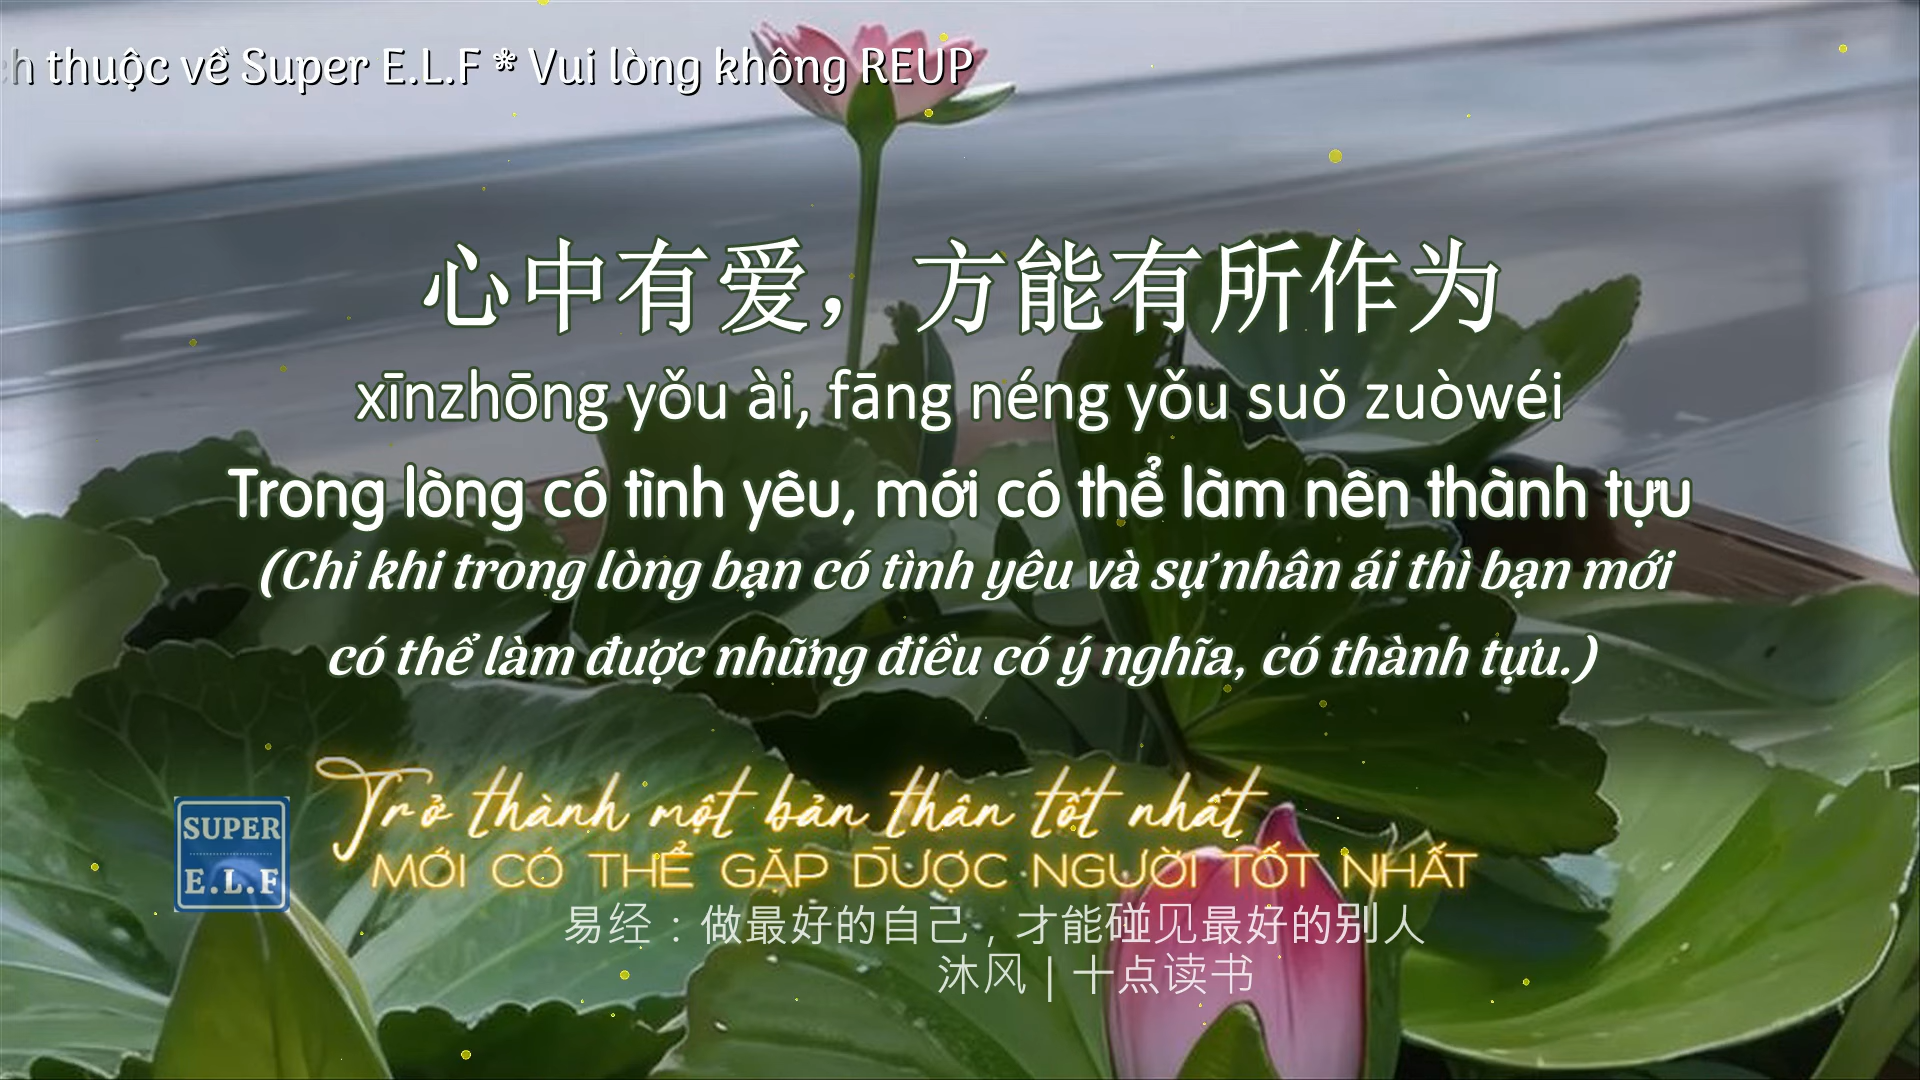 thuộc về Super E.L.F * Vui lòng không REUP
心中有爱，方能有所作为
xīnzhōng yǒu ài, fāng néng yǒu suǒ zuòwéi
Trong lòng có tình yêu, mới có thể làm nên thành tựu
(Chỉ khi trong lòng bạn có tình yêu và sự nhân ái thì bạn mới
có thể làm được những điều có ý nghĩa, có thành tựu.)
Trở thành một bản thân tốt nhất
MỚI CÓ THỂ GẶP ĐƯỢC NGƯỜI TỐT NHẤT
SUPER
E.L.F
易经：做最好的自己，才能碰见最好的别人
沐风 | 十点读书